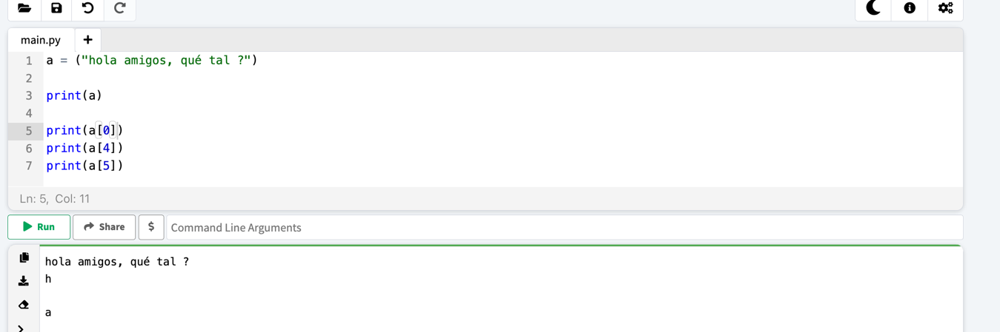 main.py +
1 a = ("hola amigos, qué tal ?")
2
3 print(a)
4
5 print(a[0])
6 print(a[4])
7 print(a[5])
Ln: 5, Col: 11
Run Share $ Command Line Arguments
hola amigos, qué tal ?
h
a